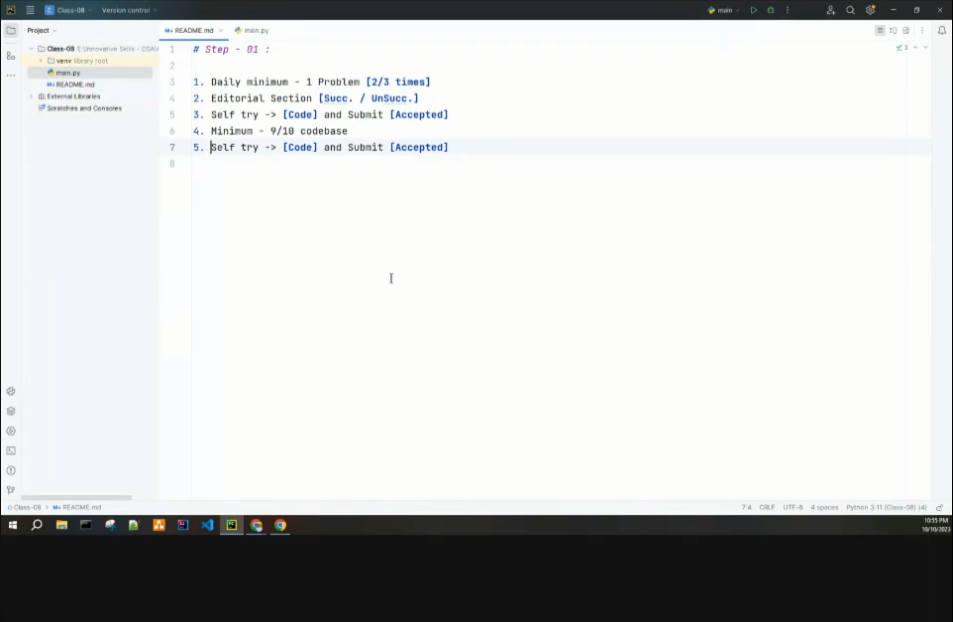 Class-08
Version control
main
Project
README.md
main.py
Class-08
venv library root
main.py
README.md
External Libraries
Scratches and Consoles
1 # Step - 01 :
2
3 1. Daily minimum - 1 Problem [2/3 times]
4 2. Editorial Section [Succ. / UnSucc.]
5 3. Self try -> [Code] and Submit [Accepted]
6 4. Minimum - 9/10 codebase
7 5. Self try -> [Code] and Submit [Accepted]
8
3
Class-08 > README.md
7:4 CRLF UTF-8 4 spaces Python 3.11 (Class-08) (4)
10:55 PM
10/10/2023